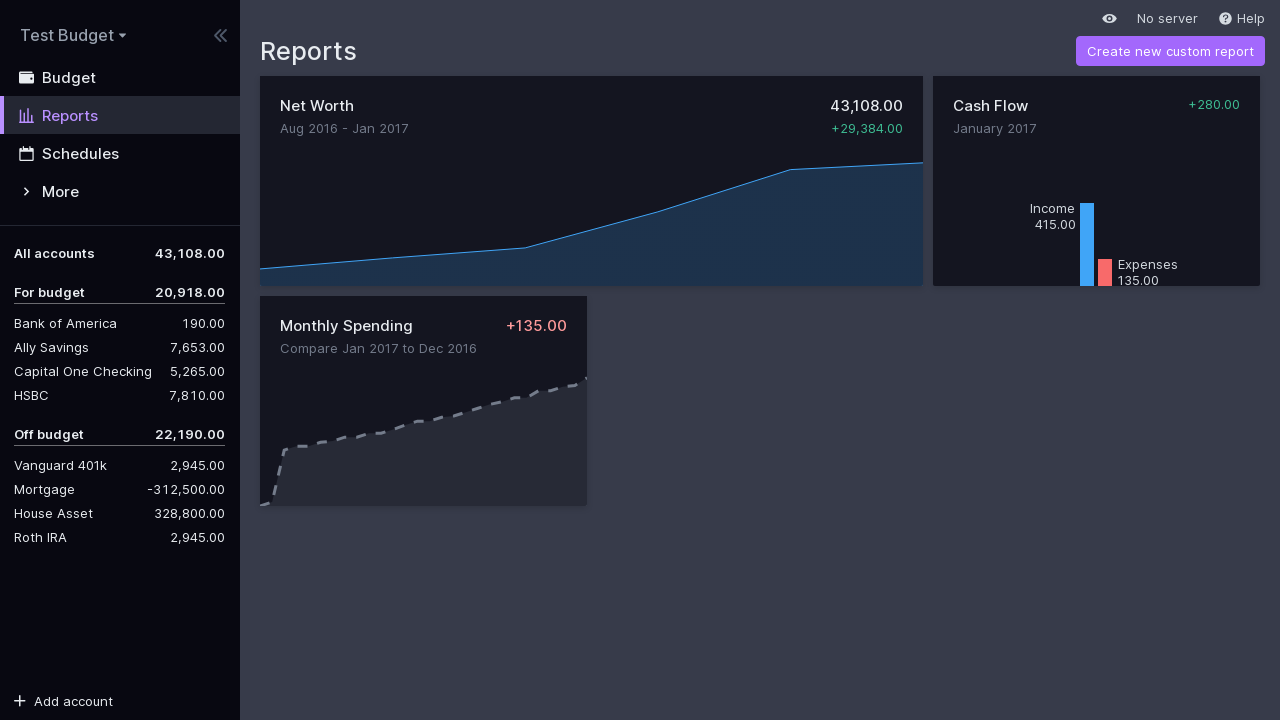 Test Budget
Budget
Reports
Schedules
More
All accounts 43,108.00
For budget 20,918.00
Bank of America 190.00
Ally Savings 7,653.00
Capital One Checking 5,265.00
HSBC 7,810.00
Off budget 22,190.00
Vanguard 401k 2,945.00
Mortgage -312,500.00
House Asset 328,800.00
Roth IRA 2,945.00
Add account
No server Help
Reports
Create new custom report
Net Worth 43,108.00
Aug 2016 - Jan 2017 +29,384.00
Cash Flow +280.00
January 2017
Income
415.00
Expenses
135.00
Monthly Spending +135.00
Compare Jan 2017 to Dec 2016